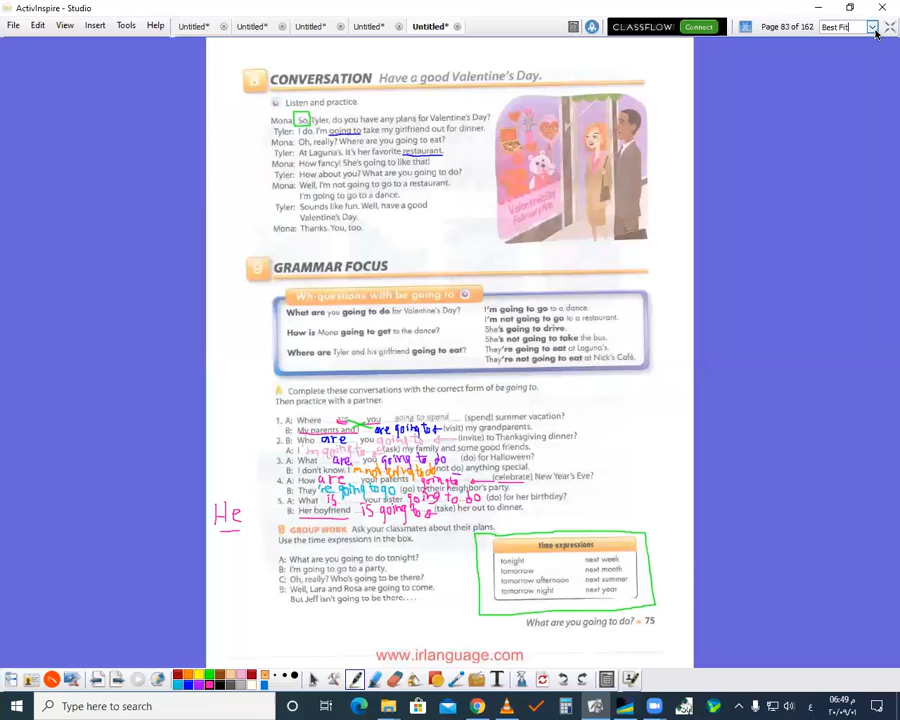 ActivInspire - Studio
File Edit View Insert Tools Help Untitled* Untitled* Untitled* Untitled* Untitled* CLASSFLOW Connect Page 83 of 162 Best Fit
8 CONVERSATION Have a good Valentine's Day.
Listen and practice.
Mona: So, Tyler, do you have any plans for Valentine's Day?
Tyler: I do. I'm going to take my girlfriend out for dinner.
Mona: Oh, really? Where are you going to eat?
Tyler: At Laguna's. It's her favorite restaurant.
Mona: How fancy! She's going to like that!
Tyler: How about you? What are you going to do?
Mona: Well, I'm not going to go to a restaurant.
I'm going to go to a dance.
Tyler: Sounds like fun. Well, have a good
Valentine's Day.
Mona: Thanks. You, too.
Valentine's Day
February 14th
9 GRAMMAR FOCUS
Wh-questions with be going to
What are you going to do for Valentine's Day?
How is Mona going to get to the dance?
Where are Tyler and his girlfriend going to eat?
I'm going to go to a dance.
I'm not going to go to a restaurant.
She's going to drive.
She's not going to take the bus.
They're going to eat at Laguna's.
They're not going to eat at Nick's Café.
A Complete these conversations with the correct form of be going to.
Then practice with a partner.
1. A: Where are you going to spend (spend) summer vacation?
B: My parents and I are going to (visit) my grandparents.
2. B: Who are you going to (invite) to Thanksgiving dinner?
A: I 'm going to (ask) my family and some good friends.
3. A: What are you going to do (do) for Halloween?
B: I don't know. I 'm not going to do (not do) anything special.
4. A: How are your parents going to (celebrate) New Year's Eve?
B: They 're going to go (go) to their neighbor's party.
5. A: What is your sister going to do (do) for her birthday?
B: Her boyfriend is going to (take) her out to dinner.
He
B GROUP WORK Ask your classmates about their plans.
Use the time expressions in the box.
A: What are you going to do tonight?
B: I'm going to go to a party.
C: Oh, really? Who's going to be there?
B: Well, Lara and Rosa are going to come.
But Jeff isn't going to be there....
time expressions
tonight next week
tomorrow next month
tomorrow afternoon next summer
tomorrow night next year
What are you going to do? • 75
www.irlanguage.com
Type here to search
ع 06:49 م
٢٠٢٠/٠٩/٠١